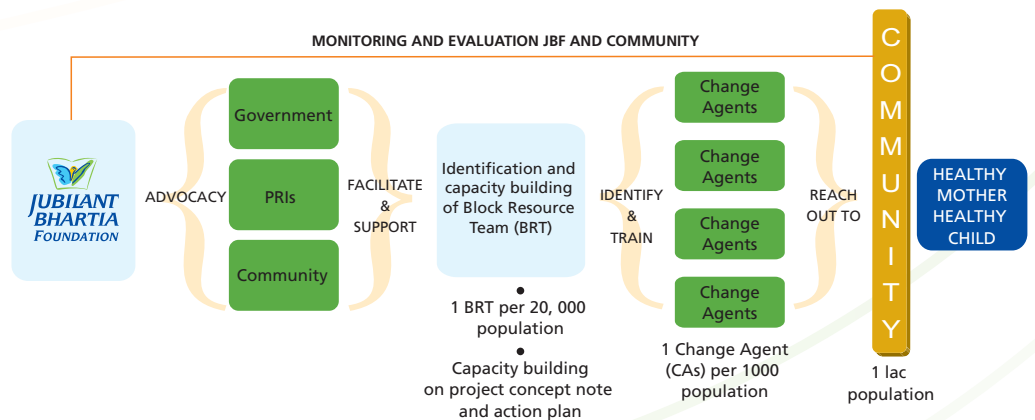 MONITORING AND EVALUATION JBF AND COMMUNITY
JUBILANT
BHARTIA
FOUNDATION
ADVOCACY
Government
PRIs
Community
FACILITATE
&
SUPPORT
Identification and
capacity building
of Block Resource
Team (BRT)
• 
1 BRT per 20, 000
population
• 
Capacity building
on project concept note
and action plan
IDENTIFY
&
TRAIN
Change
Agents
Change
Agents
Change
Agents
Change
Agents
1 Change Agent
(CAs) per 1000
population
REACH
OUT TO
COMMUNITY
1 lac
population
HEALTHY
MOTHER
HEALTHY
CHILD